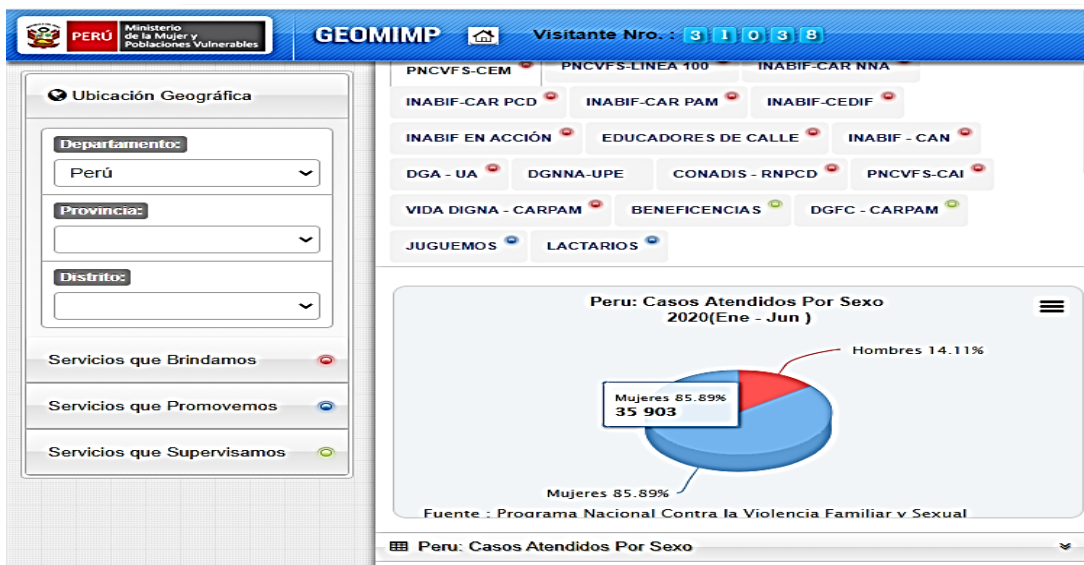 PERÚ
Ministerio
de la Mujer y
Poblaciones Vulnerables
GEOMIMP
Visitante Nro. : 3 1 0 3 8
Ubicación Geográfica
Departamento:
Perú
Provincia:
Distrito:
Servicios que Brindamos
Servicios que Promovemos
Servicios que Supervisamos
PNCVFS-CEM PNCVFS-LINEA 100 INABIF-CAR NNA
INABIF-CAR PCD INABIF-CAR PAM INABIF-CEDIF
INABIF EN ACCIÓN EDUCADORES DE CALLE INABIF - CAN
DGA - UA DGNNA-UPE CONADIS - RNPCD PNCVFS-CAI
VIDA DIGNA - CARPAM BENEFICENCIAS DGFC - CARPAM
JUGUEMOS LACTARIOS
Peru: Casos Atendidos Por Sexo
2020(Ene - Jun )
Hombres 14.11%
Mujeres 85.89%
35 903
Mujeres 85.89%
Fuente : Programa Nacional Contra la Violencia Familiar y Sexual
Peru: Casos Atendidos Por Sexo